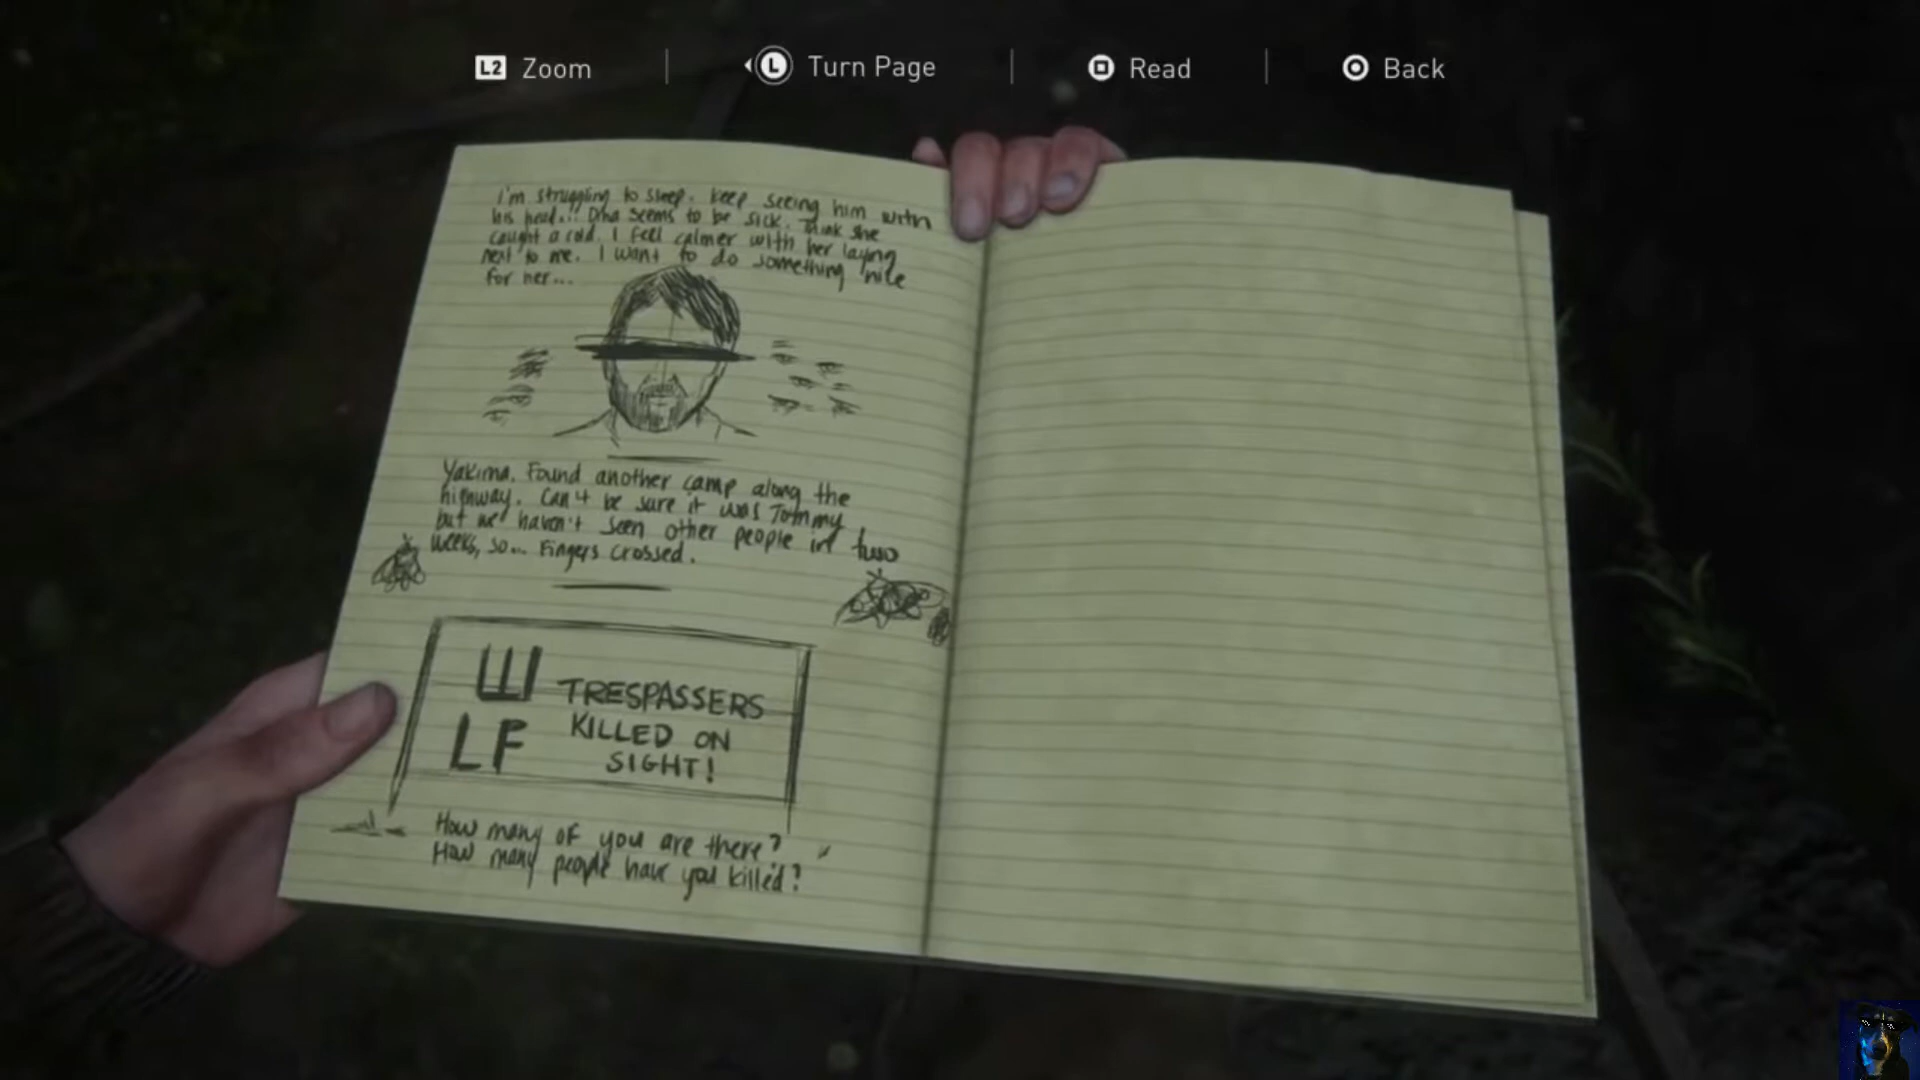 L2 Zoom
L Turn Page
Read
Back
I'm struggling to sleep. Keep seeing him with
his head... Dina seems to be sick. Think she
caught a cold. I feel calmer with her laying
next to me. I want to do something nice
for her...
Yakima. Found another camp along the
highway. Can't be sure it was Tommy
but we haven't seen other people in two
weeks, so... Fingers crossed.
W
LF
TRESPASSERS
KILLED ON
SIGHT!
How many of you are there?
How many people have you killed?